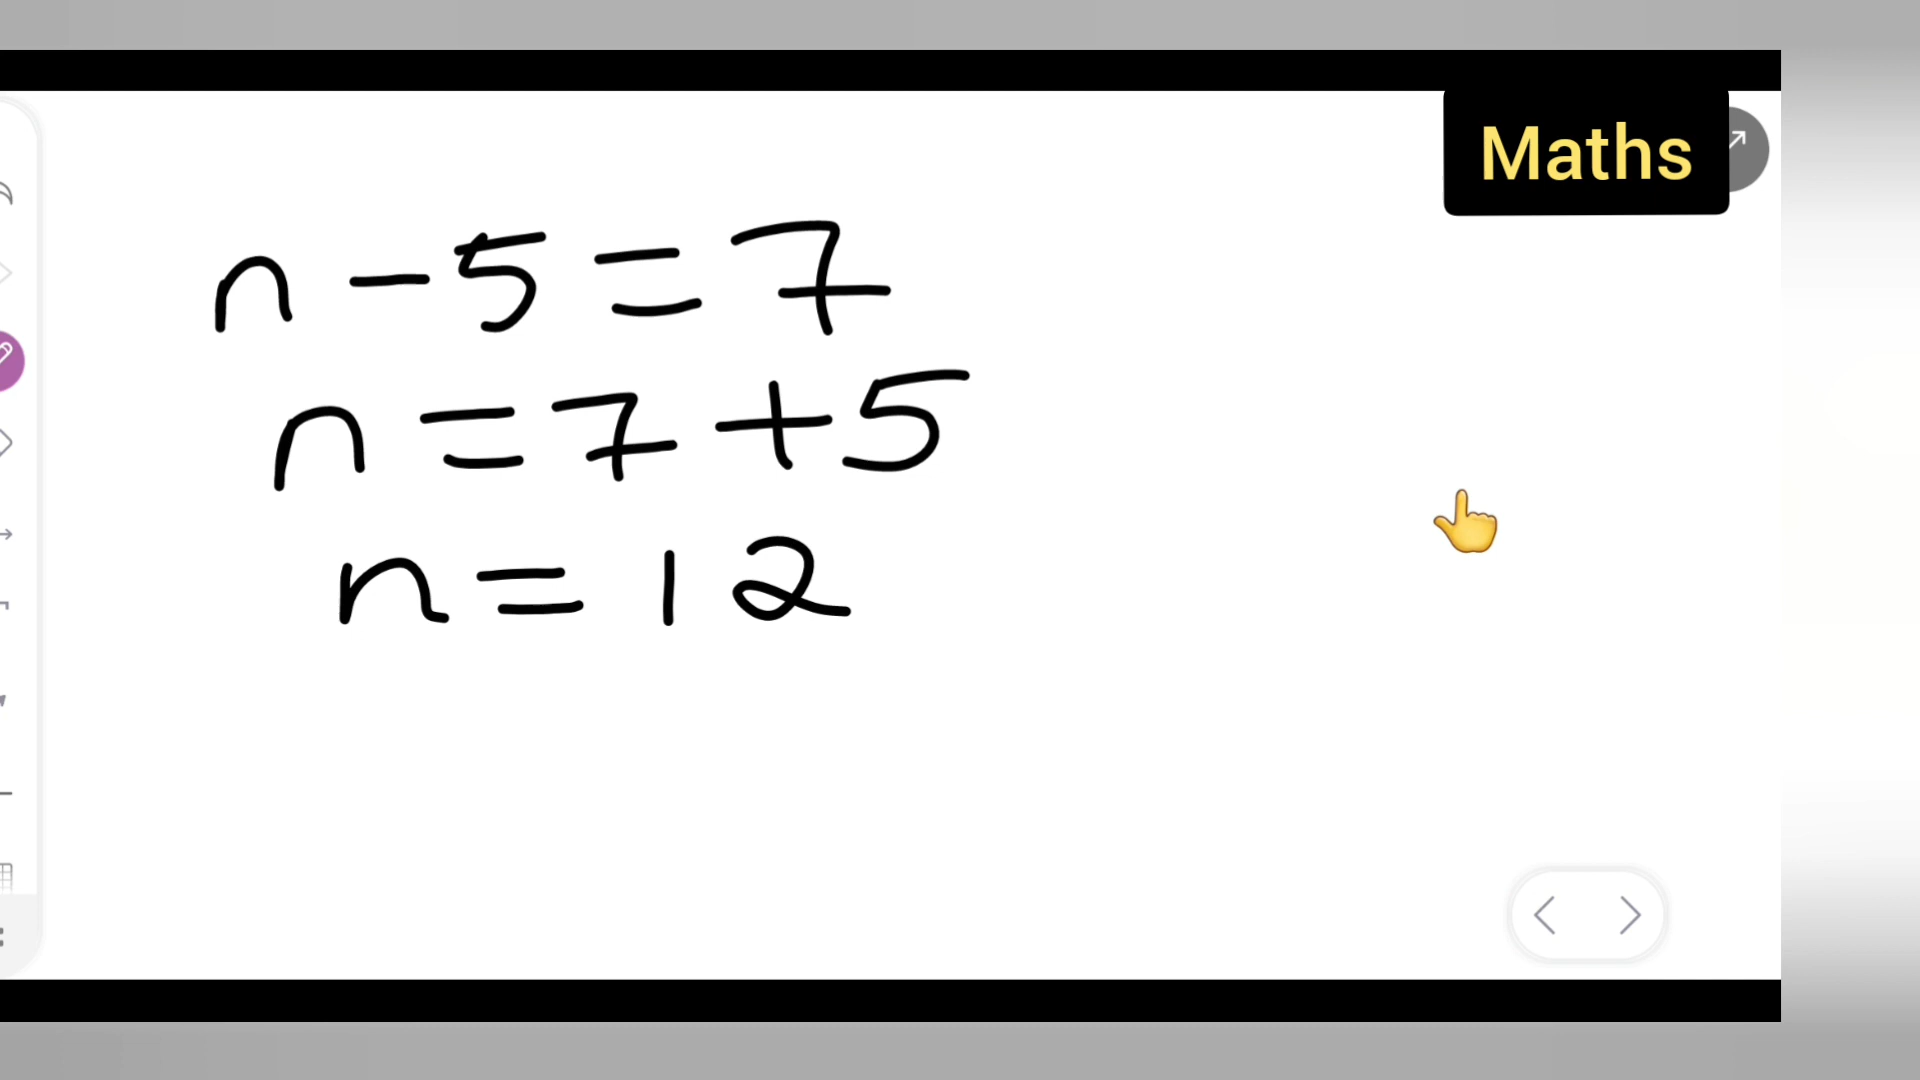 Maths
n - 5 = 7
n = 7 + 5
n = 12